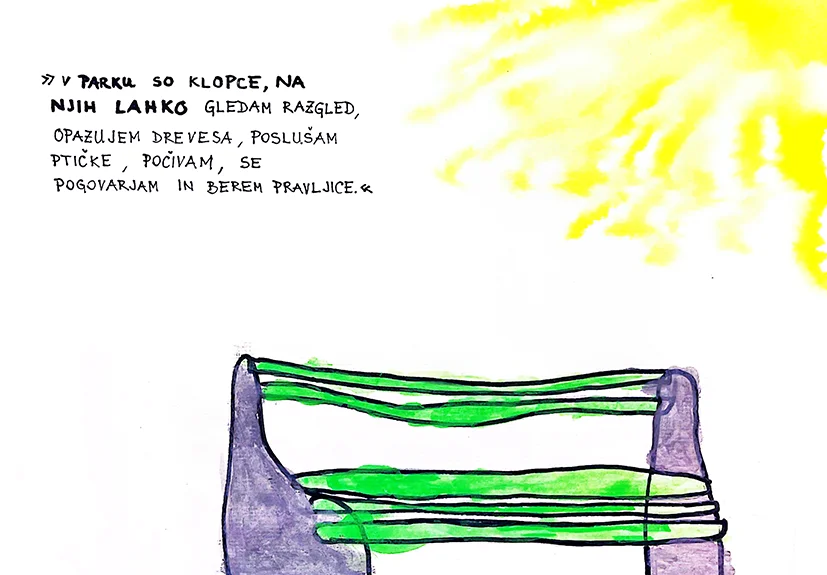 » V PARKU SO KLOPCE, NA
NJIH LAHKO GLEDAM RAZGLED,
OPAZUJEM DREVESA, POSLUŠAM
PTIČKE, POČIVAM, SE
POGOVARJAM IN BEREM PRAVLJICE.«